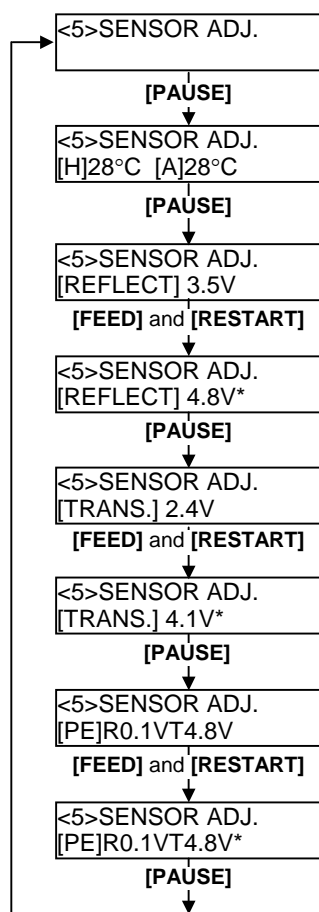 <5>SENSOR ADJ.
[PAUSE]
<5>SENSOR ADJ.
[H]28°C [A]28°C
[PAUSE]
<5>SENSOR ADJ.
[REFLECT] 3.5V
[FEED] and [RESTART]
<5>SENSOR ADJ.
[REFLECT] 4.8V*
[PAUSE]
<5>SENSOR ADJ.
[TRANS.] 2.4V
[FEED] and [RESTART]
<5>SENSOR ADJ.
[TRANS.] 4.1V*
[PAUSE]
<5>SENSOR ADJ.
[PE]R0.1VT4.8V
[FEED] and [RESTART]
<5>SENSOR ADJ.
[PE]R0.1VT4.8V*
[PAUSE]